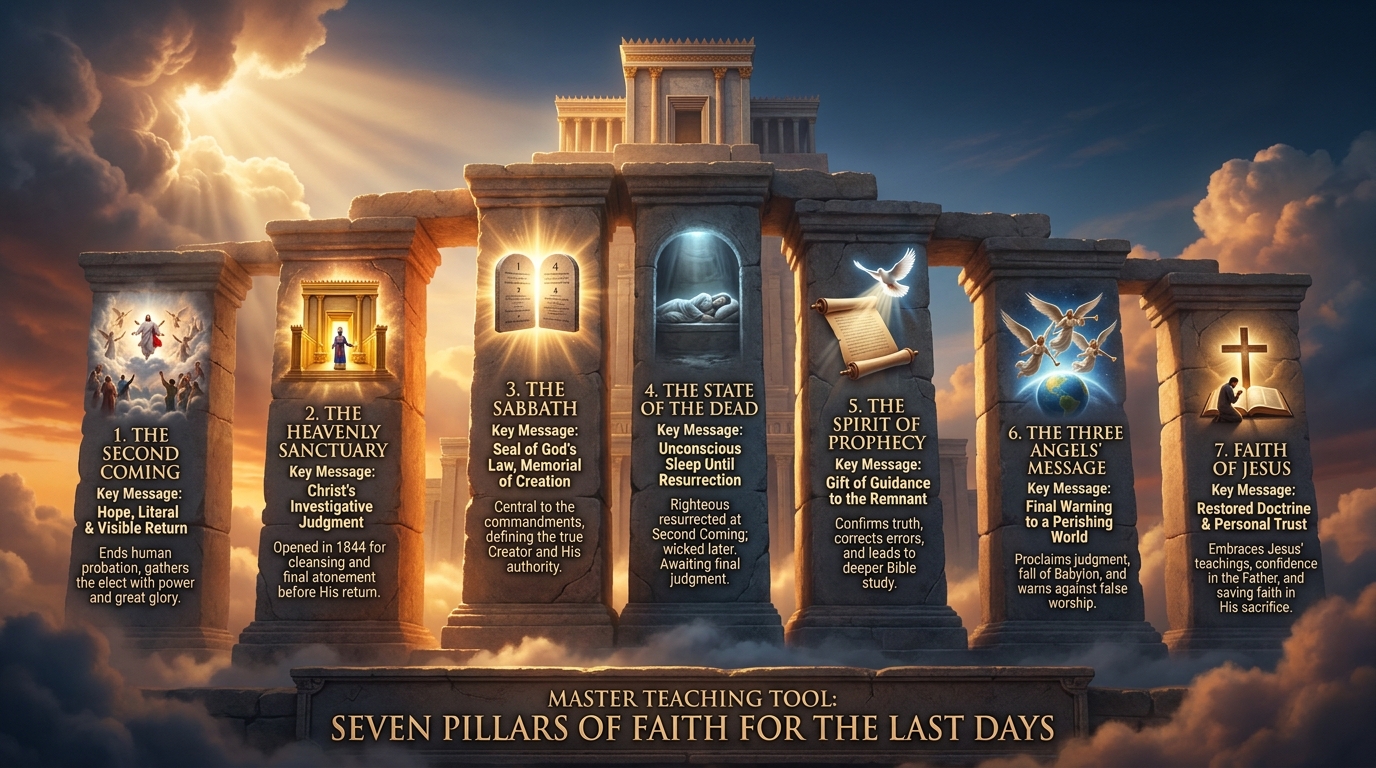 1. THE
SECOND
COMING
Key Message:
Hope, Literal
& Visible Return
Ends human
probation, gathers
the elect with power
and great glory.
2. THE
HEAVENLY
SANCTUARY
Key Message:
Christ's
Investigative
Judgment
Opened in 1844 for
cleansing and
final atonement
before His return.
3. THE
SABBATH
Key Message:
Seal of God's
Law, Memorial
of Creation
Central to the
commandments,
defining the true
Creator and His
authority.
4. THE STATE
OF THE DEAD
Key Message:
Unconscious
Sleep Until
Resurrection
Righteous
resurrected at
Second Coming;
wicked later.
Awaiting final
judgment.
5. THE
SPIRIT OF
PROPHECY
Key Message:
Gift of Guidance
to the Remnant
Confirms truth,
corrects errors,
and leads to
deeper Bible
study.
6. THE THREE
ANGELS'
MESSAGE
Key Message:
Final Warning
to a Perishing
World
Proclaims judgment,
fall of Babylon, and
warns against false
worship.
7. FAITH
OF JESUS
Key Message:
Restored Doctrine
& Personal Trust
Embraces Jesus'
teachings, confidence
in the Father, and
saving faith in
His sacrifice.
MASTER TEACHING TOOL:
SEVEN PILLARS OF FAITH FOR THE LAST DAYS